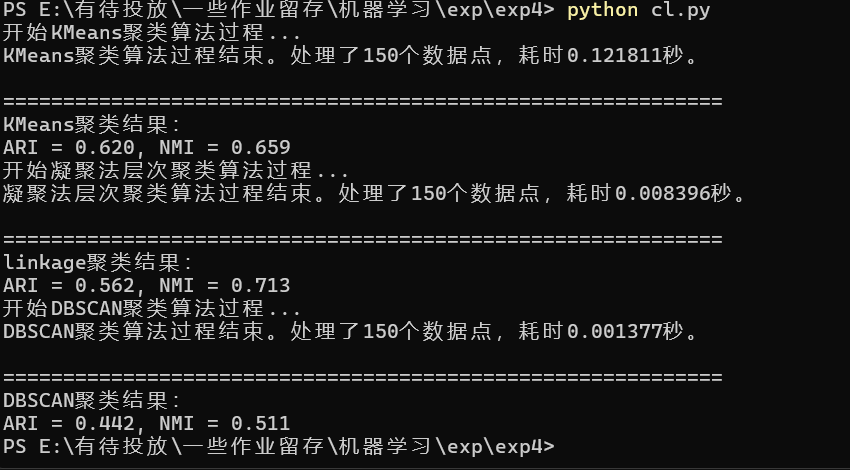 PS E:\有待投放\一些作业留存\机器学习\exp\exp4> python cl.py
开始KMeans聚类算法过程...
KMeans聚类算法过程结束。处理了150个数据点，耗时0.121811秒。
============================================================
KMeans聚类结果：
ARI = 0.620, NMI = 0.659
开始凝聚法层次聚类算法过程...
凝聚法层次聚类算法过程结束。处理了150个数据点，耗时0.008396秒。
============================================================
linkage聚类结果：
ARI = 0.562, NMI = 0.713
开始DBSCAN聚类算法过程...
DBSCAN聚类算法过程结束。处理了150个数据点，耗时0.001377秒。
============================================================
DBSCAN聚类结果：
ARI = 0.442, NMI = 0.511
PS E:\有待投放\一些作业留存\机器学习\exp\exp4>